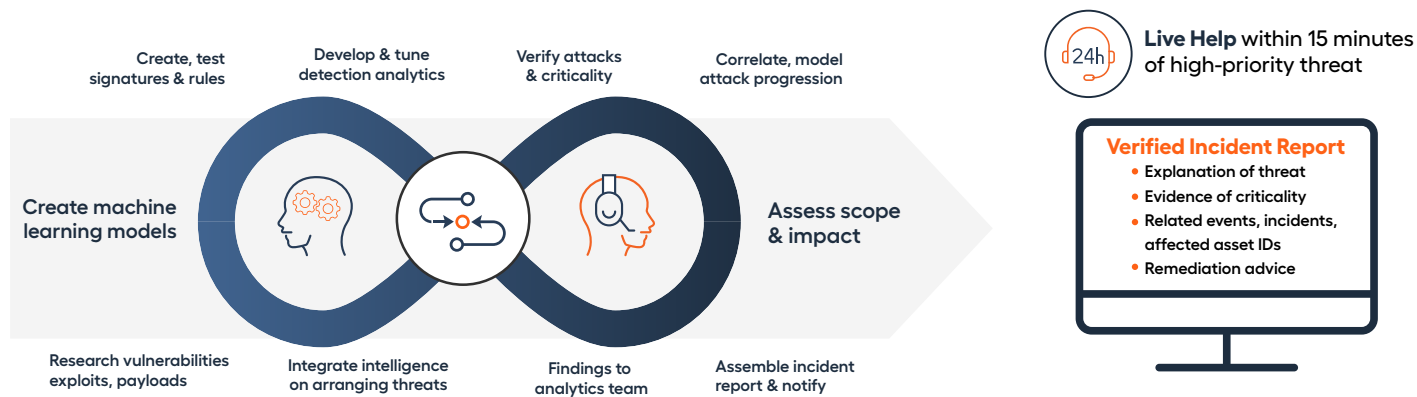 Create, test
signatures & rules
Develop & tune
detection analytics
Verify attacks
& criticality
Correlate, model
attack progression
Create machine
learning models
Assess scope
& impact
Research vulnerabilities
exploits, payloads
Integrate intelligence
on arranging threats
Findings to
analytics team
Assemble incident
report & notify
24h
Live Help within 15 minutes
of high-priority threat
Verified Incident Report
• Explanation of threat
• Evidence of criticality
• Related events, incidents,
affected asset IDs
• Remediation advice